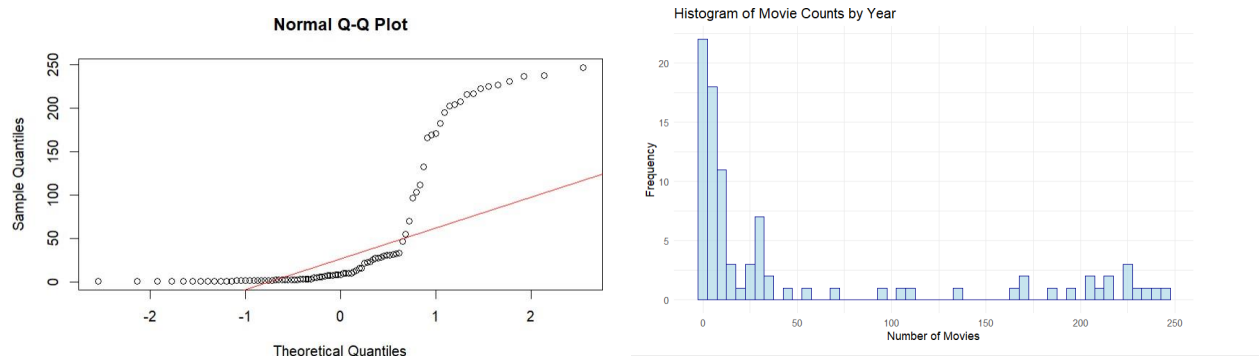 Normal Q-Q Plot
250
200
150
100
50
0
Sample Quantiles
-2 -1 0 1 2
Theoretical Quantiles
Histogram of Movie Counts by Year
20
15
10
5
0
Frequency
0 50 100 150 200 250
Number of Movies